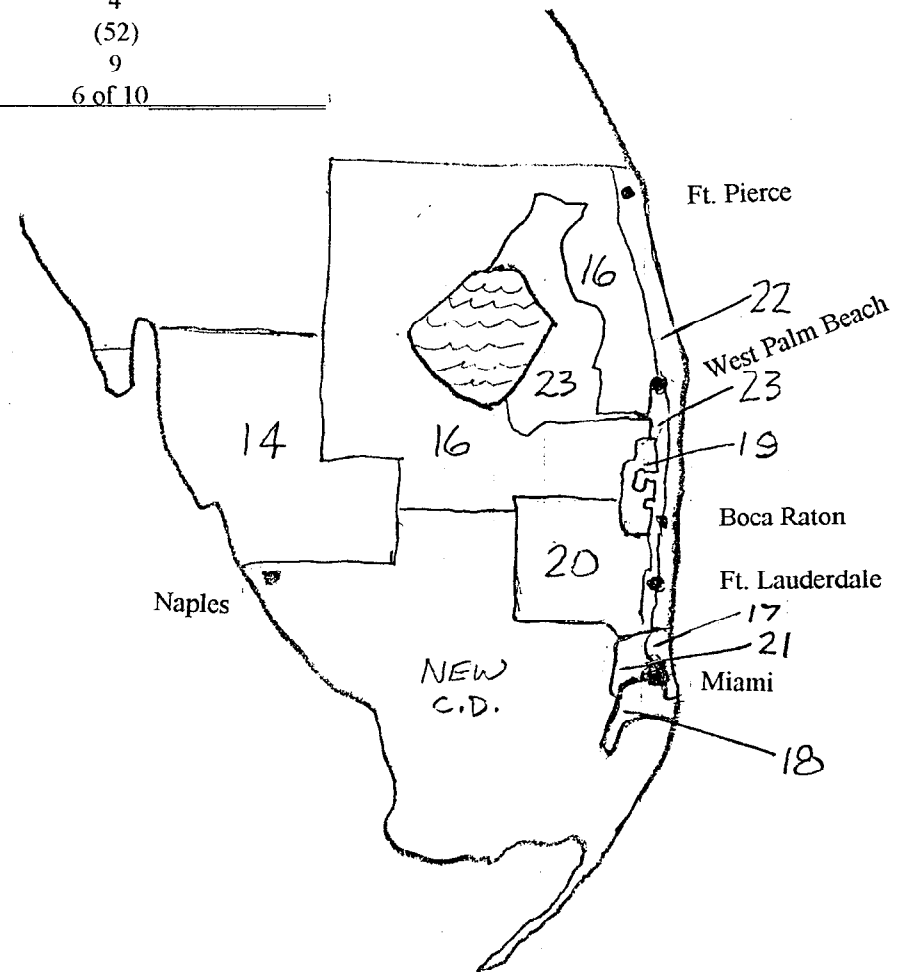 4
(52)
9
6 of 10
Ft. Pierce
16
22
West Palm Beach
23
23
14
16
19
Boca Raton
20
Ft. Lauderdale
Naples
17
21
NEW
C.D.
Miami
18